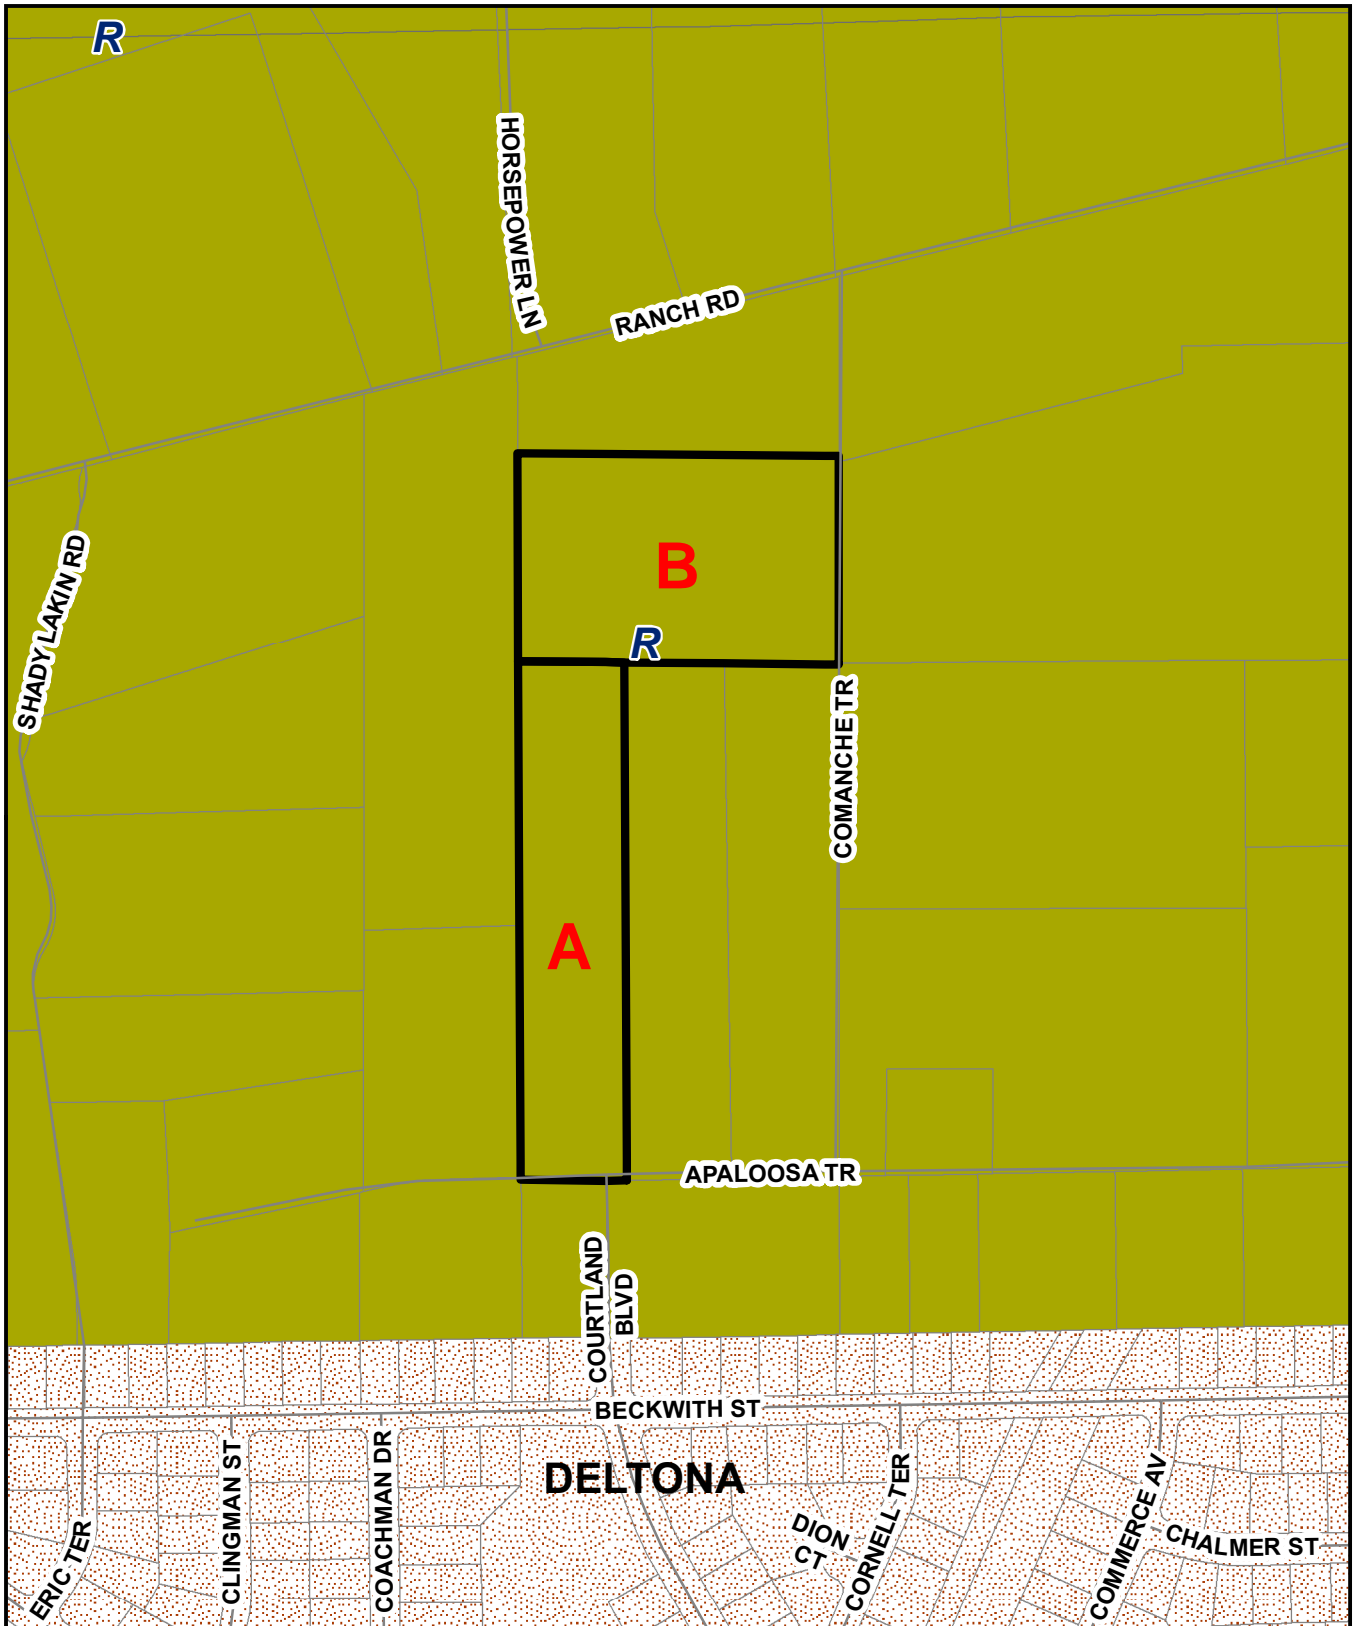 R
HORSEPOWER LN
RANCH RD
SHADY LAKIN RD
B
R
COMANCHE TR
A
APALOOSA TR
COURTLAND
BLVD
BECKWITH ST
DELTONA
CLINGMAN ST
COACHMAN DR
ERIC TER
DION
CT
CORNELL TER
COMMERCE AV
CHALMER ST